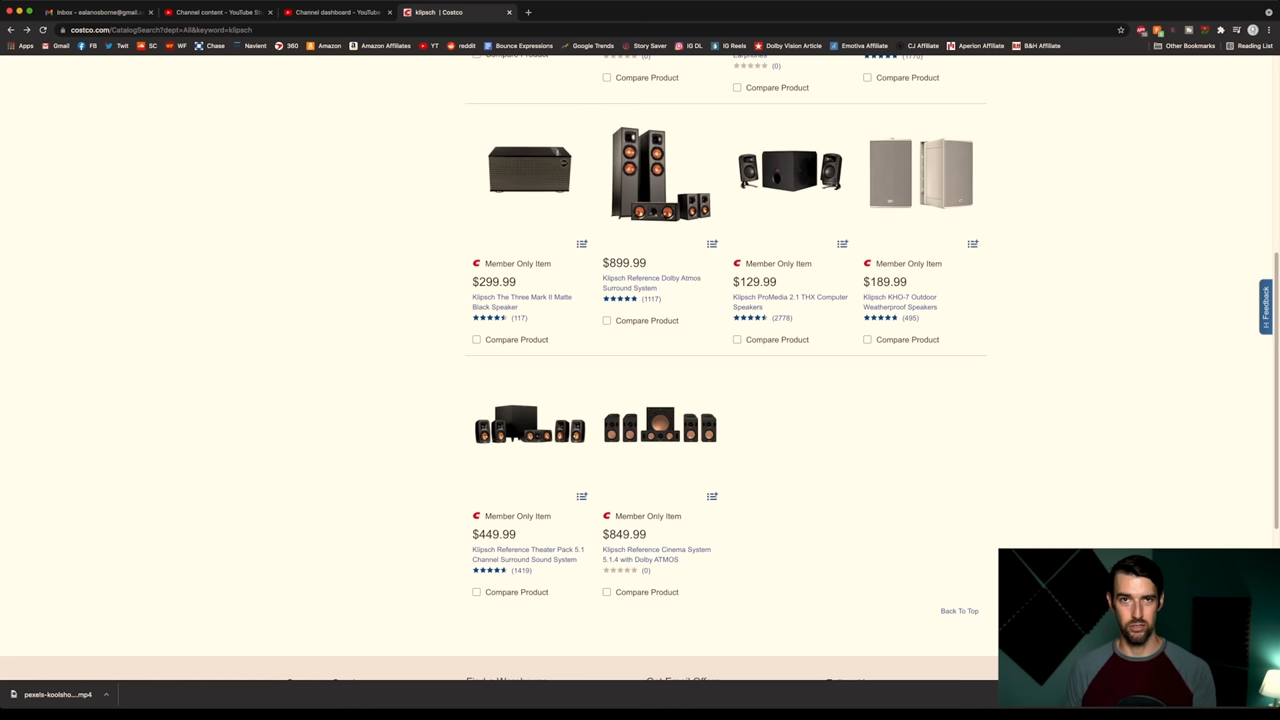 Inbox - ealanosborne@gmail.
Channel content - YouTube St
Channel dashboard - YouTube
klipsch | Costco
costco.com/CatalogSearch?dept=All&keyword=klipsch
Apps Gmail FB Twit SC WF Chase Navient 360 Amazon Amazon Affiliates YT reddit Bounce Expressions Google Trends Story Saver IG DL IG Reels Dolby Vision Article Emotiva Affiliate CJ Affiliate Aperion Affiliate B&H Affiliate Other Bookmarks Reading List
(0)
Compare Product
(0)
Compare Product
Compare Product
Member Only Item
$299.99
Klipsch The Three Mark II Matte
Black Speaker
(117)
Compare Product
$899.99
Klipsch Reference Dolby Atmos
Surround System
(1117)
Compare Product
Member Only Item
$129.99
Klipsch ProMedia 2.1 THX Computer
Speakers
(2778)
Compare Product
Member Only Item
$189.99
Klipsch KHO-7 Outdoor
Weatherproof Speakers
(495)
Compare Product
Feedback
Member Only Item
$449.99
Klipsch Reference Theater Pack 5.1
Channel Surround Sound System
(1419)
Compare Product
Member Only Item
$849.99
Klipsch Reference Cinema System
5.1.4 with Dolby ATMOS
(0)
Compare Product
Back To Top
pexels-koolsho....mp4